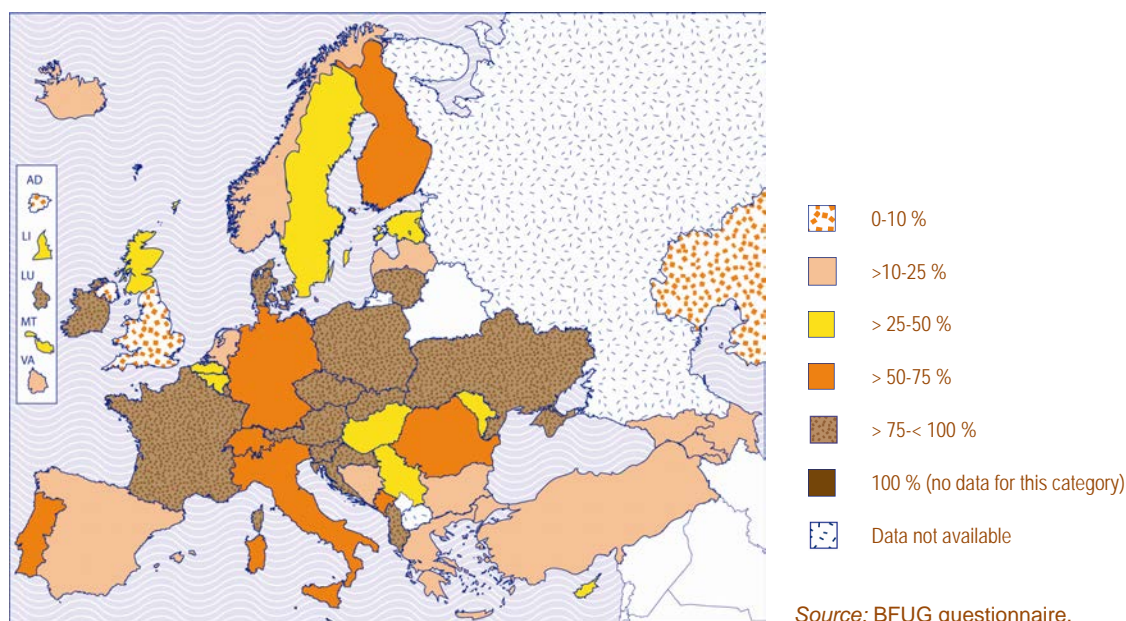 AD
LI
LU
MT
VA
0-10 %
>10-25 %
> 25-50 %
> 50-75 %
> 75-< 100 %
100 % (no data for this category)
Data not available
Source: BFUG questionnaire.